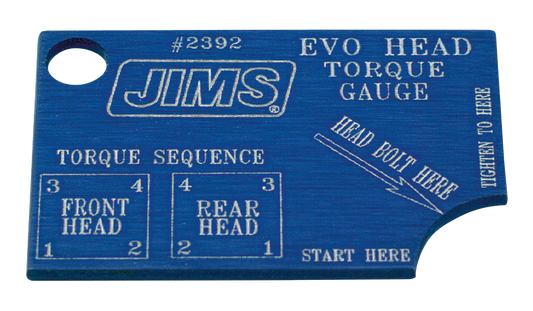 #2392
JIMS®
EVO HEAD
TORQUE
GAUGE
TORQUE SEQUENCE
3 4
FRONT
HEAD
1 2
4 3
REAR
HEAD
2 1
HEAD BOLT HERE
TIGHTEN TO HERE
START HERE